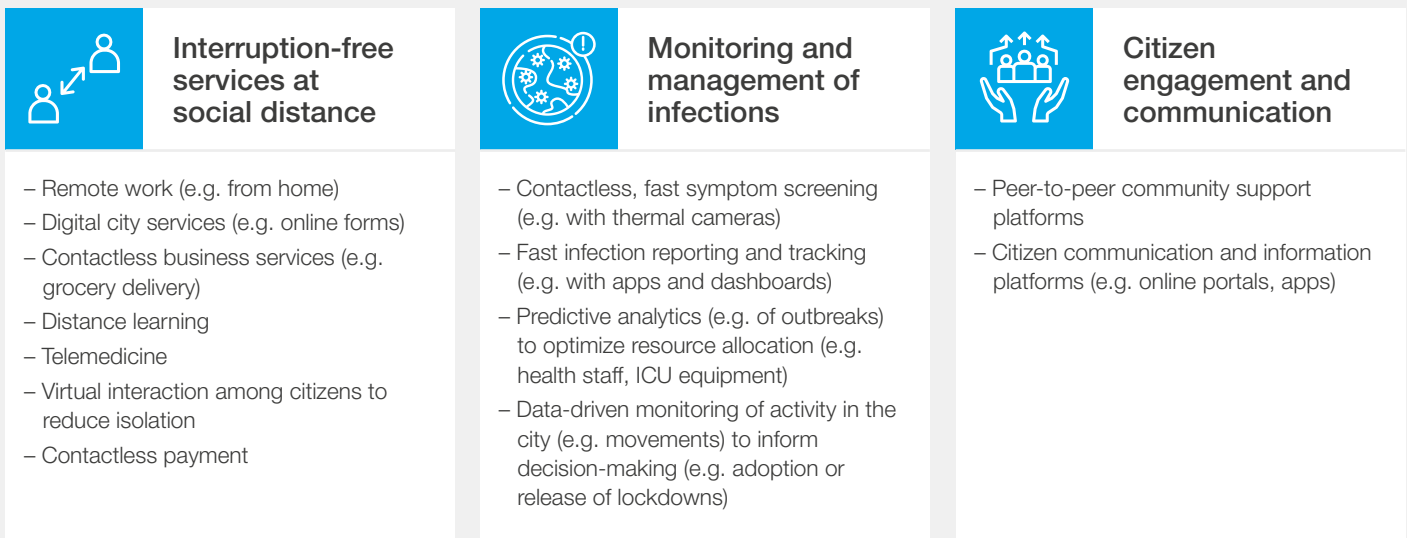 Interruption-free
services at
social distance
– Remote work (e.g. from home)
– Digital city services (e.g. online forms)
– Contactless business services (e.g.
grocery delivery)
– Distance learning
– Telemedicine
– Virtual interaction among citizens to
reduce isolation
– Contactless payment
Monitoring and
management of
infections
– Contactless, fast symptom screening
(e.g. with thermal cameras)
– Fast infection reporting and tracking
(e.g. with apps and dashboards)
– Predictive analytics (e.g. of outbreaks)
to optimize resource allocation (e.g.
health staff, ICU equipment)
– Data-driven monitoring of activity in the
city (e.g. movements) to inform
decision-making (e.g. adoption or
release of lockdowns)
Citizen
engagement and
communication
– Peer-to-peer community support
platforms
– Citizen communication and information
platforms (e.g. online portals, apps)